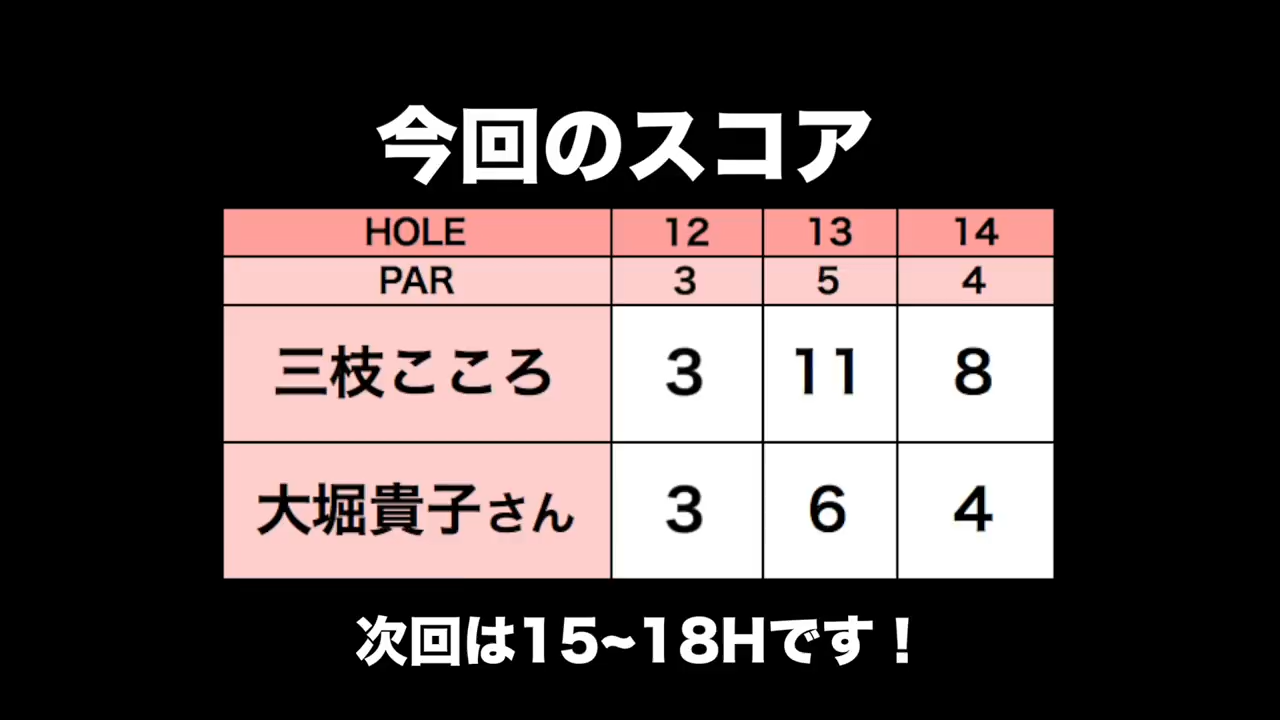 今回のスコア
HOLE 12 13 14
PAR 3 5 4
三枝こころ 3 11 8
大堀貴子さん 3 6 4
次回は15~18Hです！